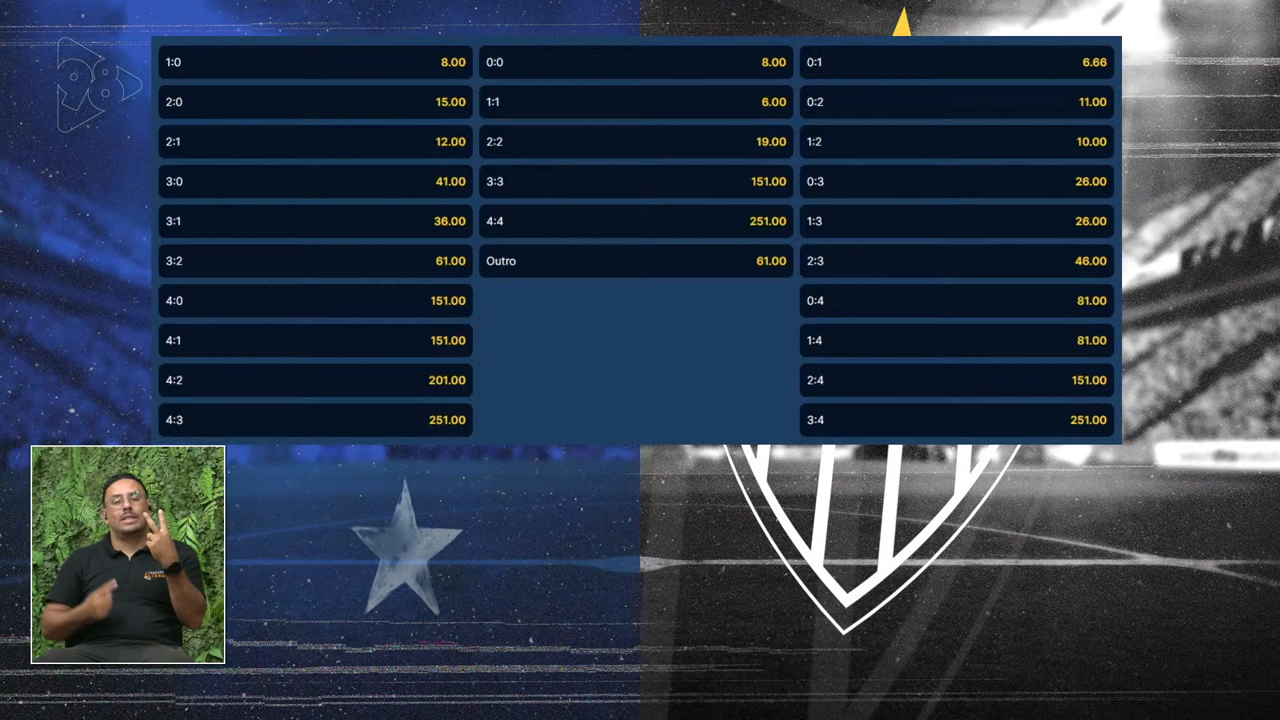 1:0 8.00 0:0 8.00 0:1 6.66
2:0 15.00 1:1 6.00 0:2 11.00
2:1 12.00 2:2 19.00 1:2 10.00
3:0 41.00 3:3 151.00 0:3 26.00
3:1 36.00 4:4 251.00 1:3 26.00
3:2 61.00 Outro 61.00 2:3 46.00
4:0 151.00 0:4 81.00
4:1 151.00 1:4 81.00
4:2 201.00 2:4 151.00
4:3 251.00 3:4 251.00